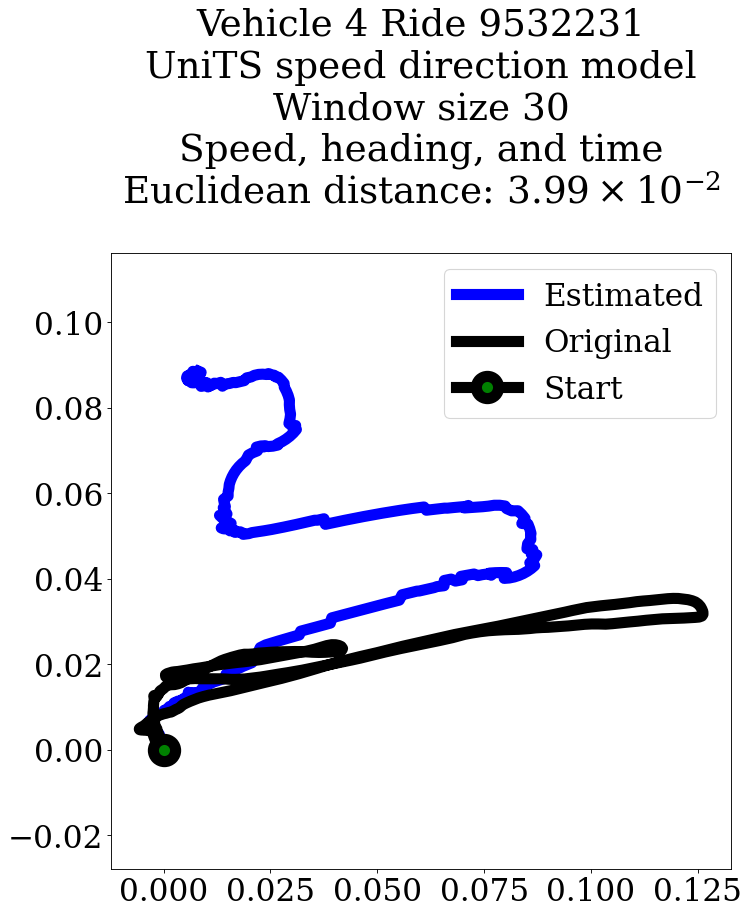 Vehicle 4 Ride 9532231
UniTS speed direction model
Window size 30
Speed, heading, and time
Euclidean distance: 3.99 × 10⁻²
Estimated
Original
Start
0.10
0.08
0.06
0.04
0.02
0.00
−0.02
0.000 0.025 0.050 0.075 0.100 0.125